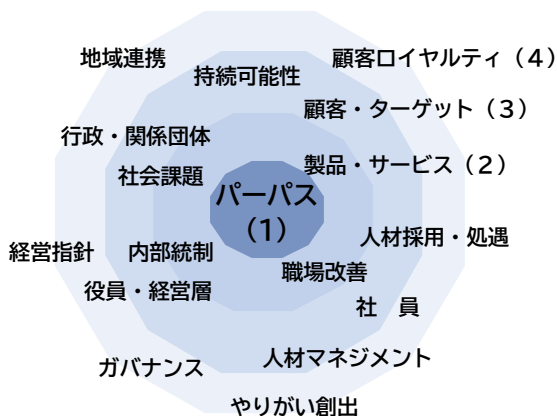 地域連携
顧客ロイヤルティ（４）
持続可能性
顧客・ターゲット（３）
行政・関係団体
製品・サービス（２）
社会課題
パーパス
（１）
人材採用・処遇
経営指針
内部統制
職場改善
役員・経営層
社　員
人材マネジメント
ガバナンス
やりがい創出